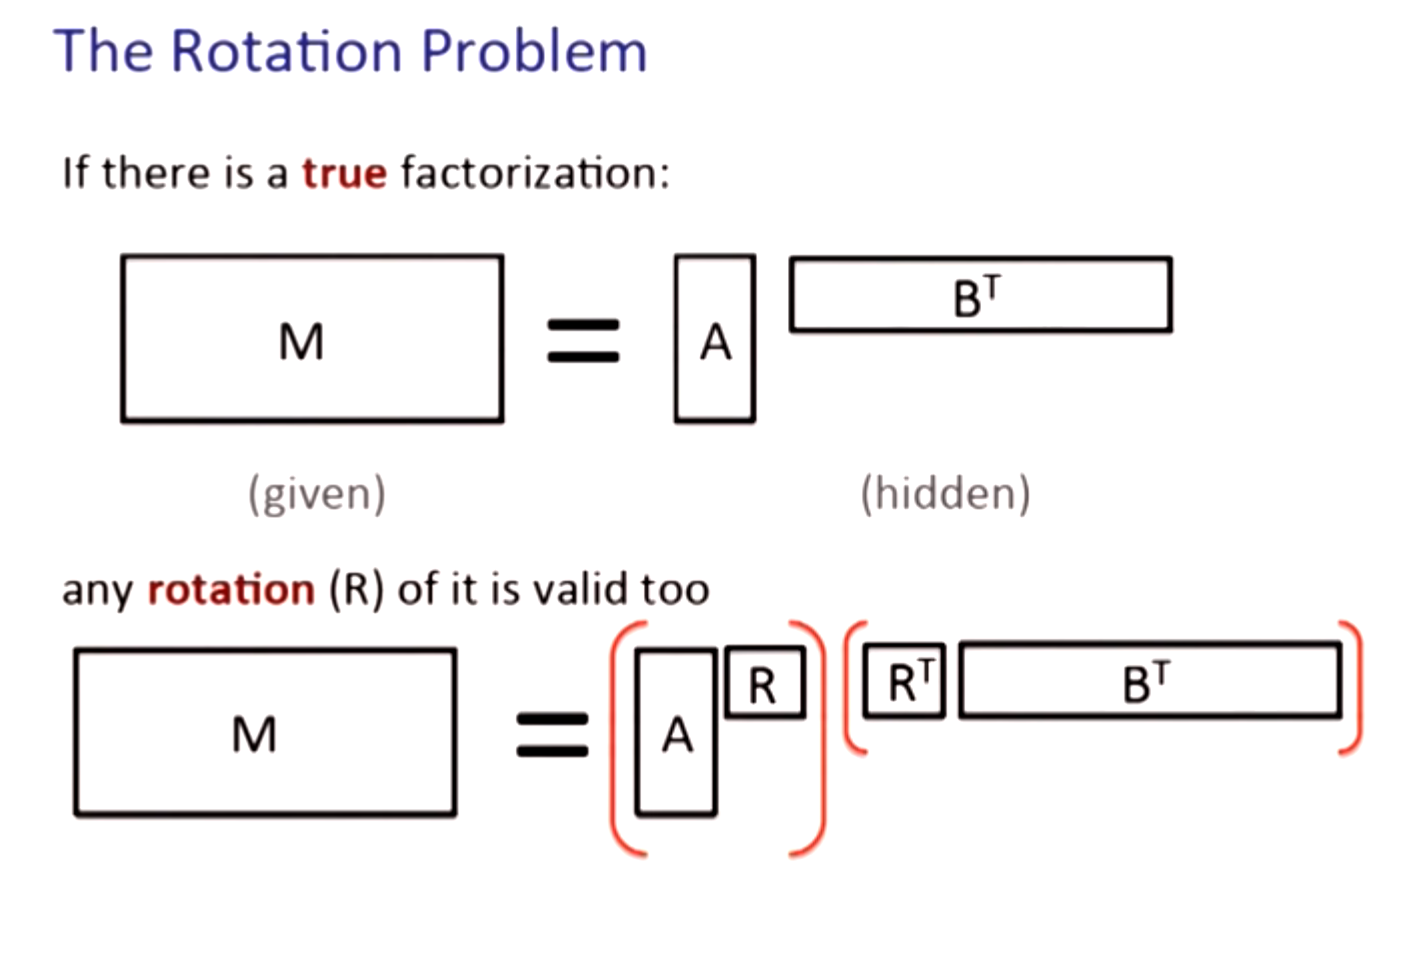 The Rotation Problem
If there is a true factorization:
M = A Bᵀ
(given) (hidden)
any rotation (R) of it is valid too
M = ( A R ) ( Rᵀ Bᵀ )